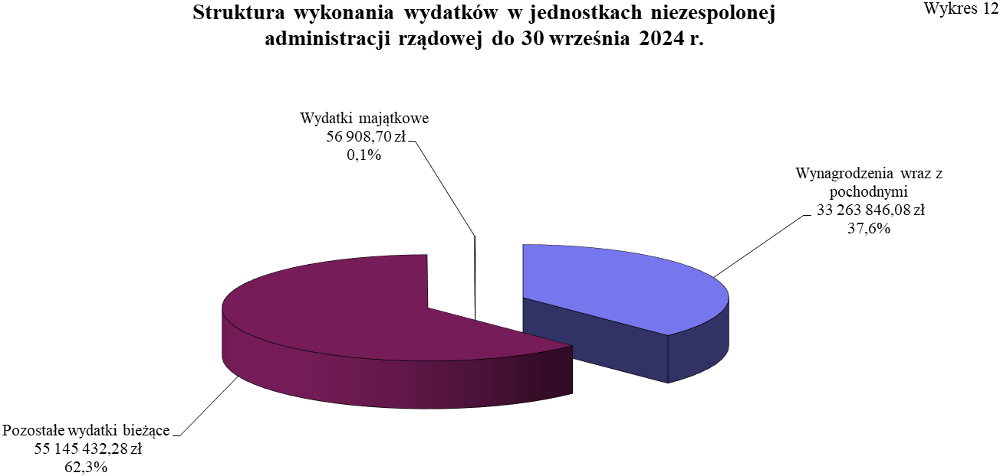 Struktura wykonania wydatków w jednostkach niezespolonej
administracji rządowej do 30 września 2024 r.
Wykres 12
Wydatki majątkowe
56 908,70 zł
0,1%
Wynagrodzenia wraz z
pochodnymi
33 263 846,08 zł
37,6%
Pozostałe wydatki bieżące
55 145 432,28 zł
62,3%